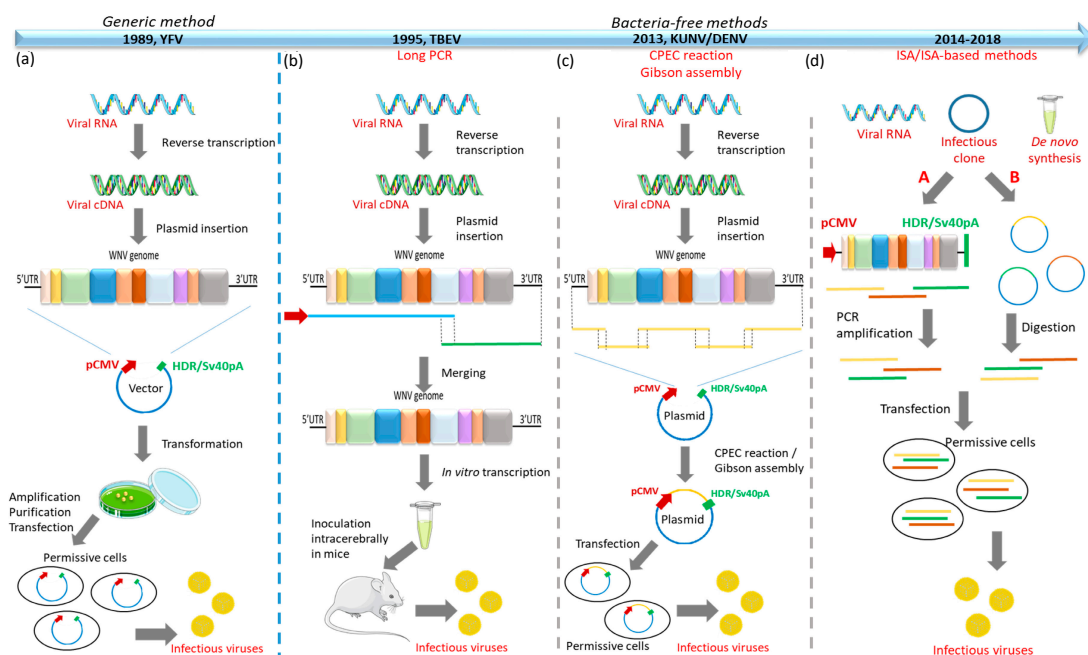 Generic method
Bacteria-free methods
1989, YFV
1995, TBEV
2013, KUNV/DENV
2014-2018
(a)
Viral RNA
Reverse transcription
Viral cDNA
Plasmid insertion
WNV genome
5'UTR
3'UTR
pCMV
HDR/Sv40pA
Vector
Transformation
Amplification
Purification
Transfection
Permissive cells
Infectious viruses
(b)
Long PCR
Viral RNA
Reverse
transcription
Viral cDNA
Plasmid
insertion
WNV genome
5'UTR
3'UTR
Merging
WNV genome
5'UTR
3'UTR
In vitro transcription
Inoculation
intracerebrally
in mice
Infectious viruses
(c)
CPEC reaction
Gibson assembly
Viral RNA
Reverse
transcription
Viral cDNA
Plasmid
insertion
WNV genome
5'UTR
3'UTR
pCMV
HDR/Sv40pA
Plasmid
CPEC reaction /
Gibson assembly
pCMV
HDR/Sv40pA
Plasmid
Transfection
Permissive cells
Infectious viruses
(d)
ISA/ISA-based methods
Viral RNA
Infectious
clone
De novo
synthesis
A
B
pCMV
HDR/Sv40pA
PCR
amplification
Digestion
Transfection
Permissive cells
Infectious viruses